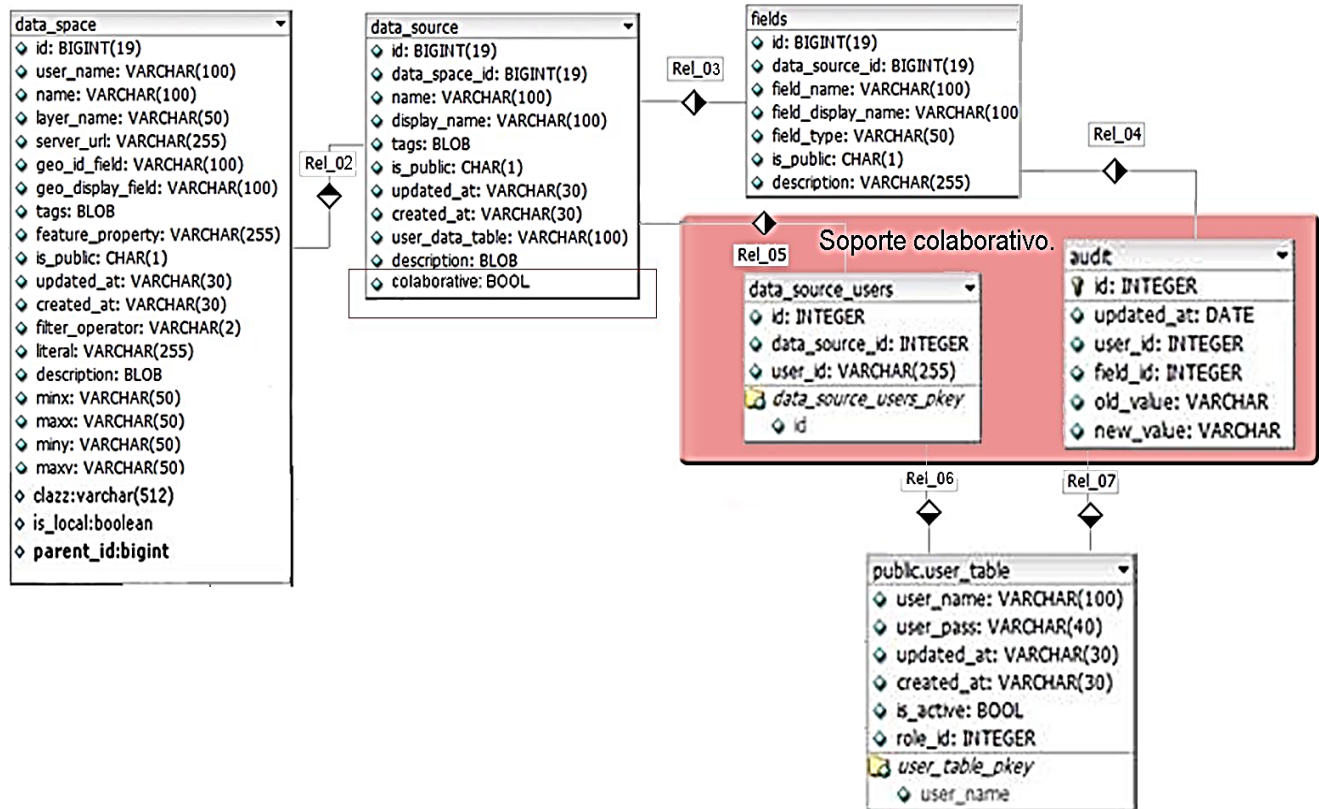 data_space
id: BIGINT(19)
user_name: VARCHAR(100)
name: VARCHAR(100)
layer_name: VARCHAR(50)
server_url: VARCHAR(255)
geo_id_field: VARCHAR(100)
geo_display_field: VARCHAR(100)
tags: BLOB
feature_property: VARCHAR(255)
is_public: CHAR(1)
updated_at: VARCHAR(30)
created_at: VARCHAR(30)
filter_operator: VARCHAR(2)
literal: VARCHAR(255)
description: BLOB
minx: VARCHAR(50)
maxx: VARCHAR(50)
miny: VARCHAR(50)
maxy: VARCHAR(50)
clazz:varchar(512)
is_local:boolean
parent_id:bigint
Rel_02
data_source
id: BIGINT(19)
data_space_id: BIGINT(19)
name: VARCHAR(100)
display_name: VARCHAR(100)
tags: BLOB
is_public: CHAR(1)
updated_at: VARCHAR(30)
created_at: VARCHAR(30)
user_data_table: VARCHAR(100)
description: BLOB
colaborative: BOOL
Rel_03
fields
id: BIGINT(19)
data_source_id: BIGINT(19)
field_name: VARCHAR(100)
field_display_name: VARCHAR(100
field_type: VARCHAR(50)
is_public: CHAR(1)
description: VARCHAR(255)
Rel_04
Soporte colaborativo.
Rel_05
data_source_users
id: INTEGER
data_source_id: INTEGER
user_id: VARCHAR(255)
data_source_users_pkey
id
audit
id: INTEGER
updated_at: DATE
user_id: INTEGER
field_id: INTEGER
old_value: VARCHAR
new_value: VARCHAR
Rel_06
Rel_07
public.user_table
user_name: VARCHAR(100)
user_pass: VARCHAR(40)
updated_at: VARCHAR(30)
created_at: VARCHAR(30)
is_active: BOOL
role_id: INTEGER
user_table_pkey
user_name